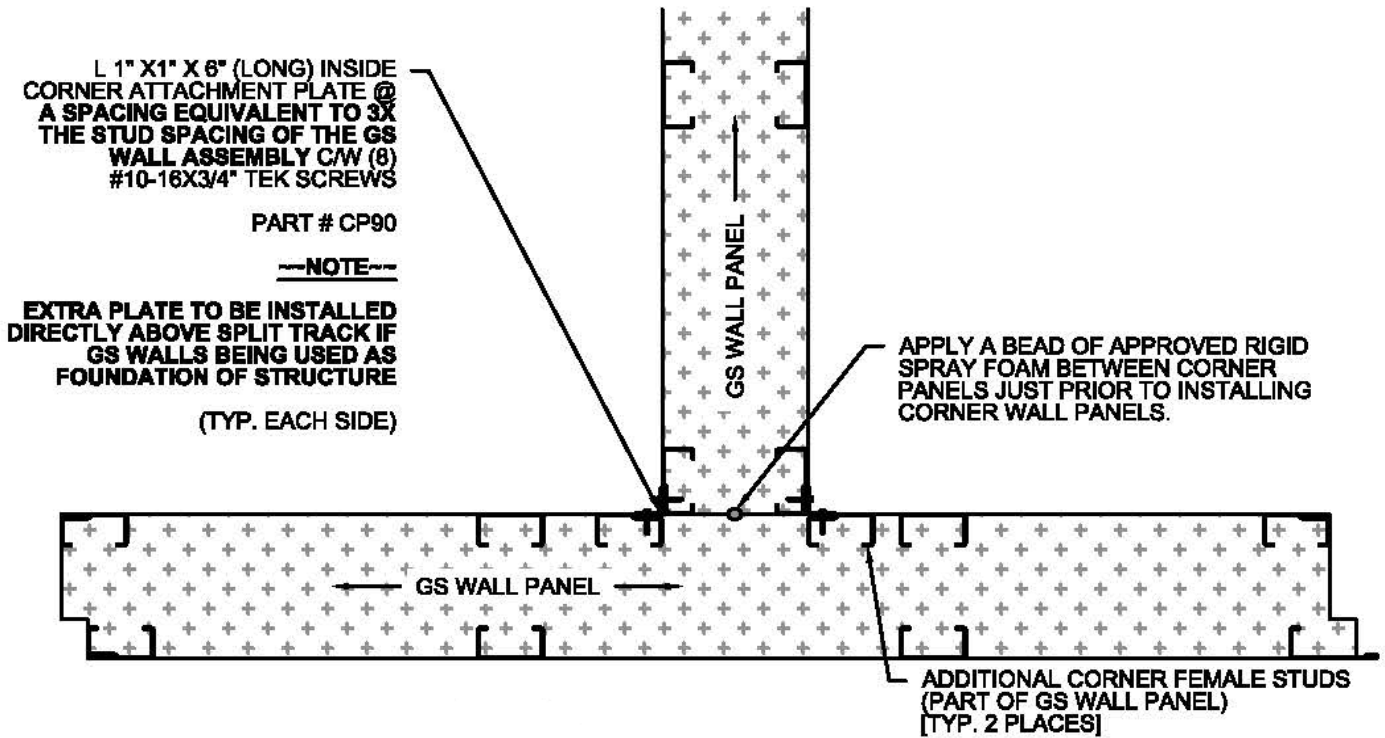 L 1" X1" X 6" (LONG) INSIDE
CORNER ATTACHMENT PLATE @
A SPACING EQUIVALENT TO 3X
THE STUD SPACING OF THE GS
WALL ASSEMBLY C/W (8)
#10-16X3/4" TEK SCREWS
PART # CP90
~~NOTE~~
EXTRA PLATE TO BE INSTALLED
DIRECTLY ABOVE SPLIT TRACK IF
GS WALLS BEING USED AS
FOUNDATION OF STRUCTURE
(TYP. EACH SIDE)
GS WALL PANEL
APPLY A BEAD OF APPROVED RIGID
SPRAY FOAM BETWEEN CORNER
PANELS JUST PRIOR TO INSTALLING
CORNER WALL PANELS.
GS WALL PANEL
ADDITIONAL CORNER FEMALE STUDS
(PART OF GS WALL PANEL)
[TYP. 2 PLACES]